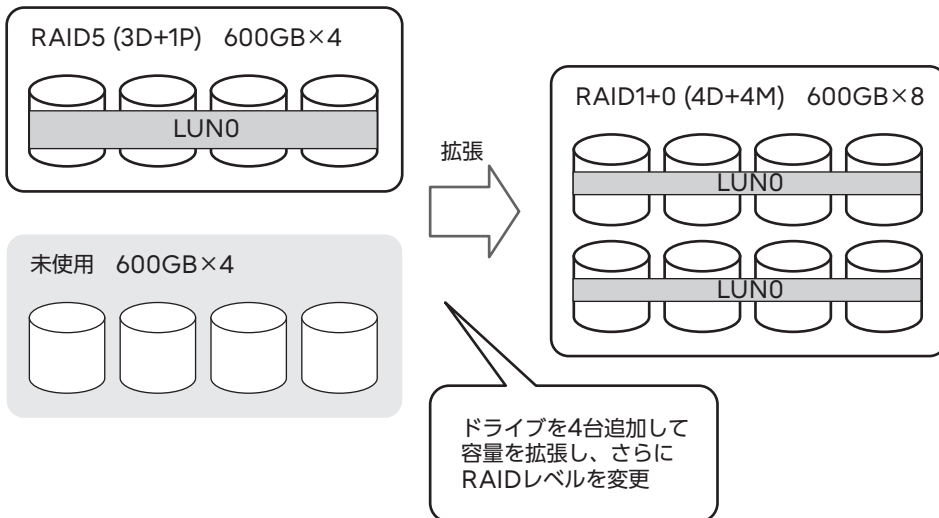 RAID5 (3D+1P) 600GB×4
LUN0
未使用 600GB×4
拡張
RAID1+0 (4D+4M) 600GB×8
LUN0
LUN0
ドライブを4台追加して
容量を拡張し、さらに
RAIDレベルを変更